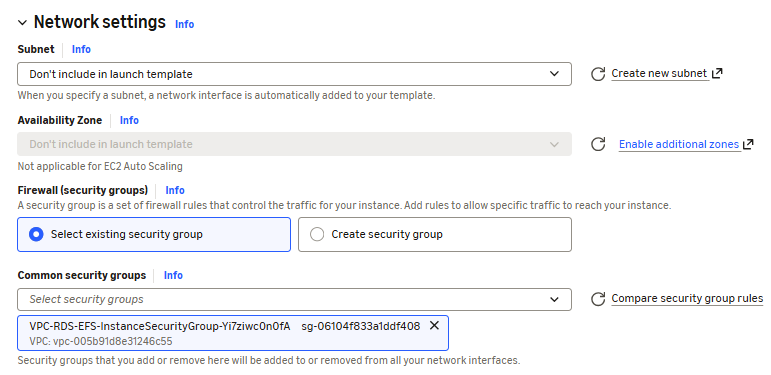 Network settings Info
Subnet Info
Don't include in launch template
Create new subnet
When you specify a subnet, a network interface is automatically added to your template.
Availability Zone Info
Don't include in launch template
Enable additional zones
Not applicable for EC2 Auto Scaling
Firewall (security groups) Info
A security group is a set of firewall rules that control the traffic for your instance. Add rules to allow specific traffic to reach your instance.
Select existing security group
Create security group
Common security groups Info
Select security groups
Compare security group rules
VPC-RDS-EFS-InstanceSecurityGroup-Yi7ziwc0n0fA sg-06104f833a1ddf408
VPC: vpc-005b91d8e31246c55
Security groups that you add or remove here will be added to or removed from all your network interfaces.